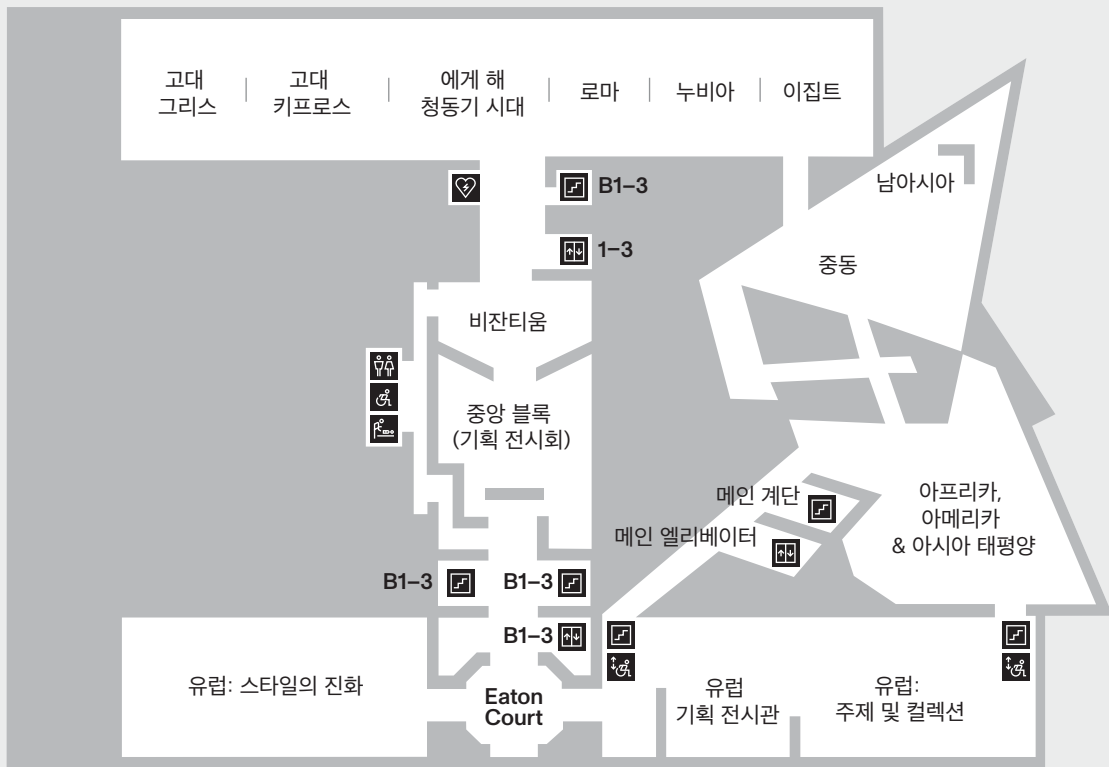 고대
그리스
고대
키프로스
에게 해
청동기 시대
로마
누비아
이집트
B1–3
남아시아
1–3
중동
비잔티움
중앙 블록
(기획 전시회)
메인 계단
아프리카,
아메리카
& 아시아 태평양
메인 엘리베이터
B1–3
B1–3
B1–3
유럽: 스타일의 진화
Eaton
Court
유럽
기획 전시관
유럽:
주제 및 컬렉션